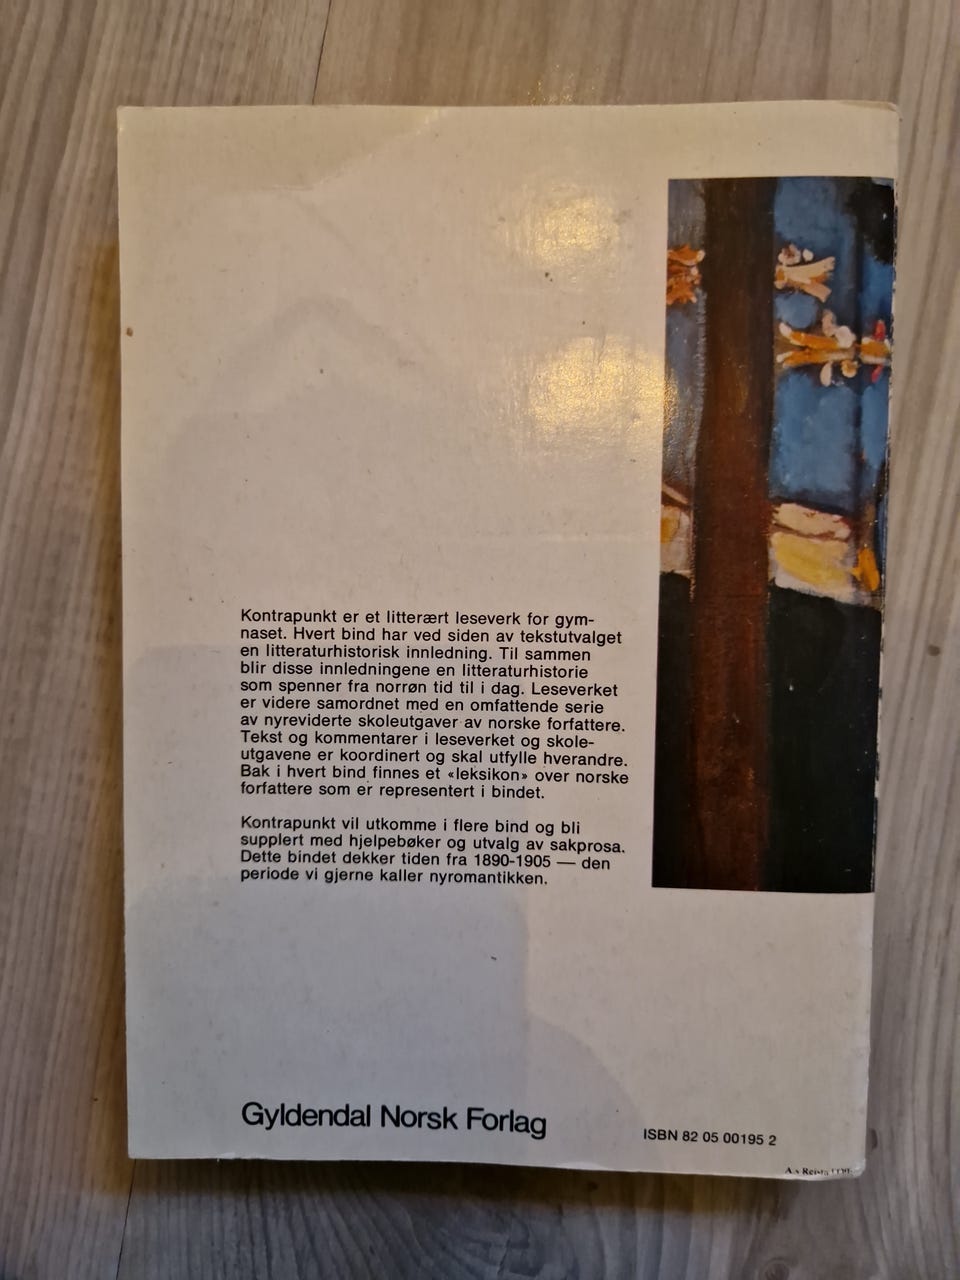 Kontrapunkt er et litterært leseverk for gym-
naset. Hvert bind har ved siden av tekstutvalget
en litteraturhistorisk innledning. Til sammen
blir disse innledningene en litteraturhistorie
som spenner fra norrøn tid til i dag. Leseverket
er videre samordnet med en omfattende serie
av nyreviderte skoleutgaver av norske forfattere.
Tekst og kommentarer i leseverket og skole-
utgavene er koordinert og skal utfylle hverandre.
Bak i hvert bind finnes et «leksikon» over norske
forfattere som er representert i bindet.
Kontrapunkt vil utkomme i flere bind og bli
supplert med hjelpebøker og utvalg av sakprosa.
Dette bindet dekker tiden fra 1890-1905 — den
periode vi gjerne kaller nyromantikken.
Gyldendal Norsk Forlag
ISBN 82 05 00195 2